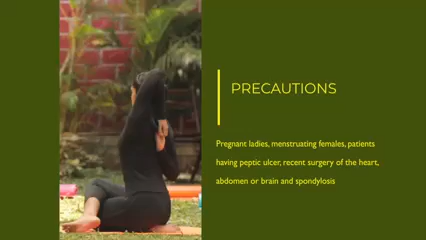 PRECAUTIONS
Pregnant ladies, menstruating females, patients
having peptic ulcer, recent surgery of the heart,
abdomen or brain and spondylosis